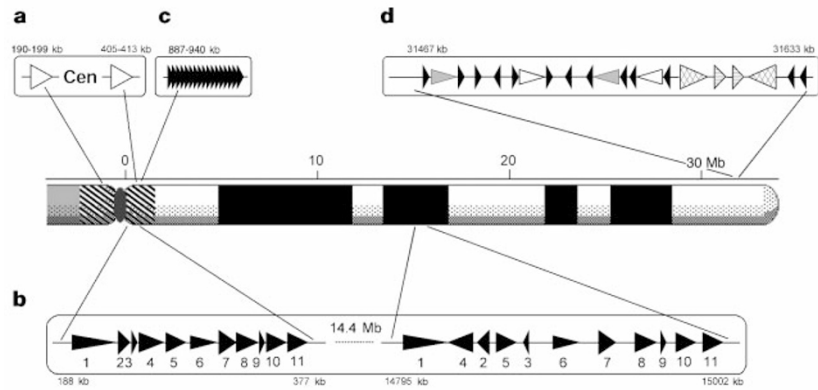 a
c
d
190-199 kb
405-413 kb
887-940 kb
31467 kb
31633 kb
Cen
0
10
20
30 Mb
b
14.4 Mb
1 23 4 5 6 7 8 9 10 11
1 4 2 5 3 6 7 8 9 10 11
188 kb
377 kb
14795 kb
15002 kb